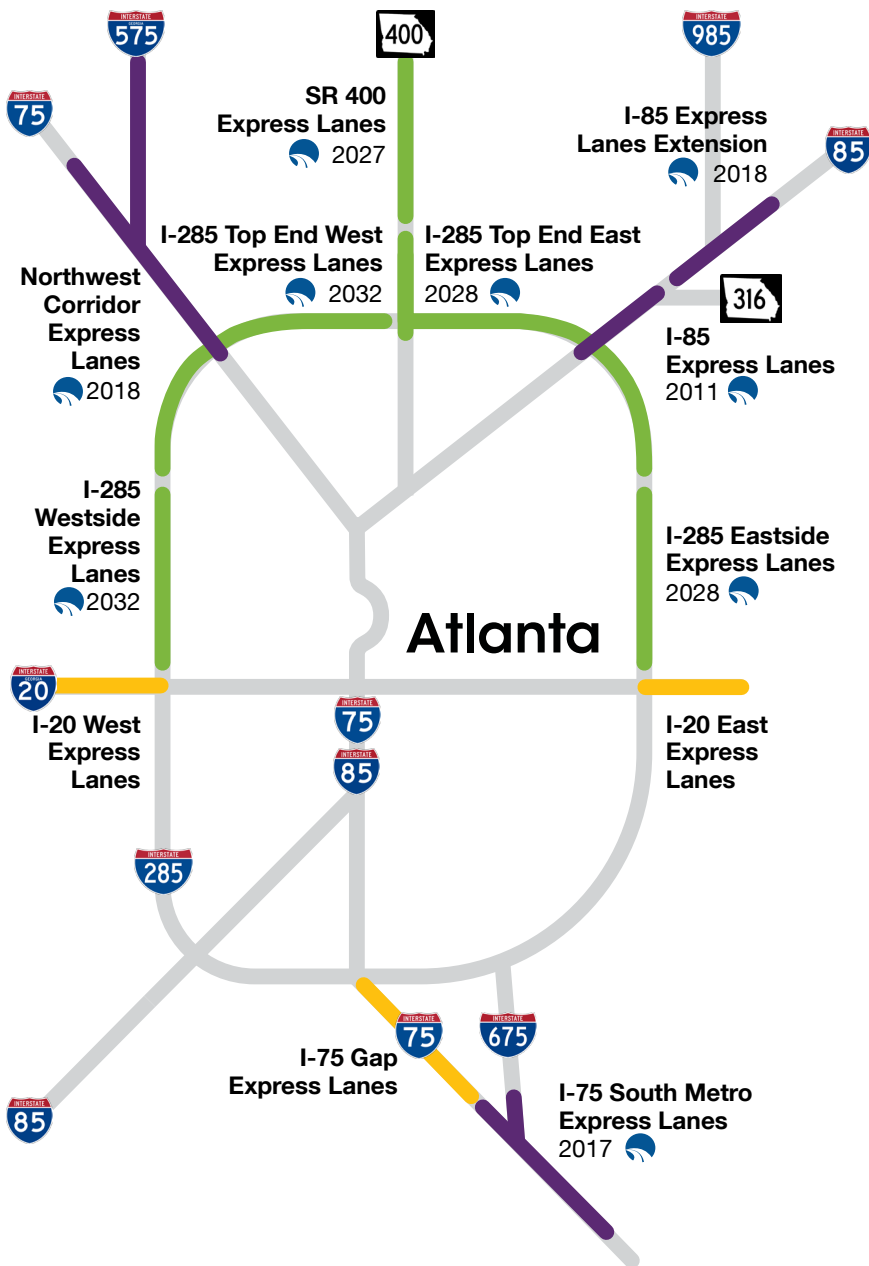 INTERSTATE
GEORGIA
575
400
INTERSTATE
985
INTERSTATE
75
SR 400
Express Lanes
2027
I-85 Express
Lanes Extension
2018
INTERSTATE
85
I-285 Top End West
Express Lanes
2032
I-285 Top End East
Express Lanes
2028
Northwest
Corridor
Express
Lanes
2018
316
I-85
Express Lanes
2011
I-285
Westside
Express
Lanes
2032
I-285 Eastside
Express Lanes
2028
Atlanta
INTERSTATE
GEORGIA
20
I-20 West
Express
Lanes
INTERSTATE
75
INTERSTATE
85
I-20 East
Express
Lanes
INTERSTATE
285
INTERSTATE
75
INTERSTATE
675
I-75 Gap
Express Lanes
INTERSTATE
85
I-75 South Metro
Express Lanes
2017